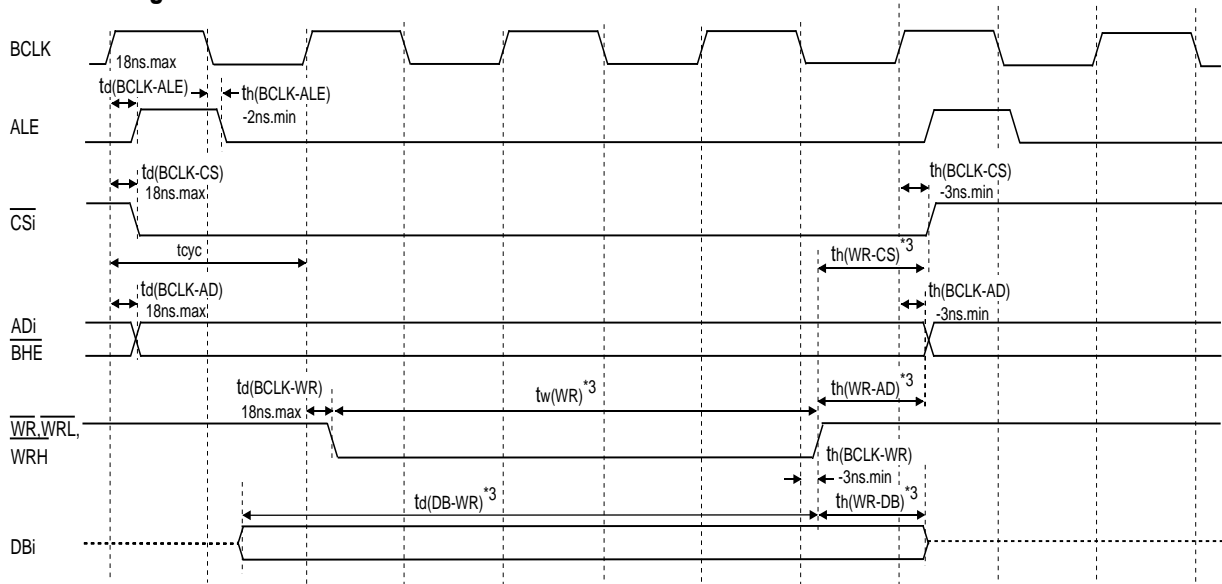 g
BCLK
18ns.max
td(BCLK-ALE)
th(BCLK-ALE)
-2ns.min
ALE
td(BCLK-CS)
18ns.max
th(BCLK-CS)
-3ns.min
CSi
tcyc
th(WR-CS)*3
td(BCLK-AD)
18ns.max
th(BCLK-AD)
-3ns.min
ADi
BHE
td(BCLK-WR)
18ns.max
tw(WR)*3
th(WR-AD)*3
WR,WRL,
WRH
th(BCLK-WR)
-3ns.min
td(DB-WR)*3
th(WR-DB)*3
DBi